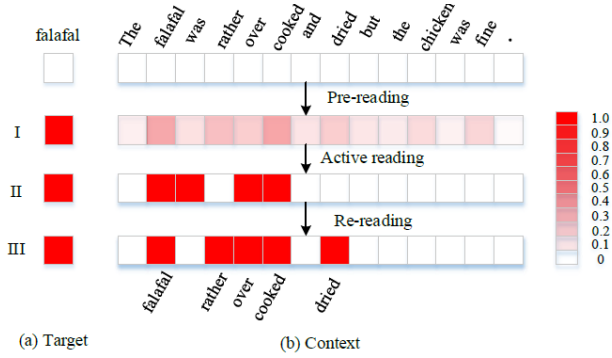 falafal
The falafal was rather over cooked and dried but the chicken was fine .
Pre-reading
I
Active reading
II
Re-reading
III
falafal rather over cooked dried
1.0
0.9
0.8
0.7
0.6
0.5
0.4
0.3
0.2
0.1
0
(a) Target
(b) Context